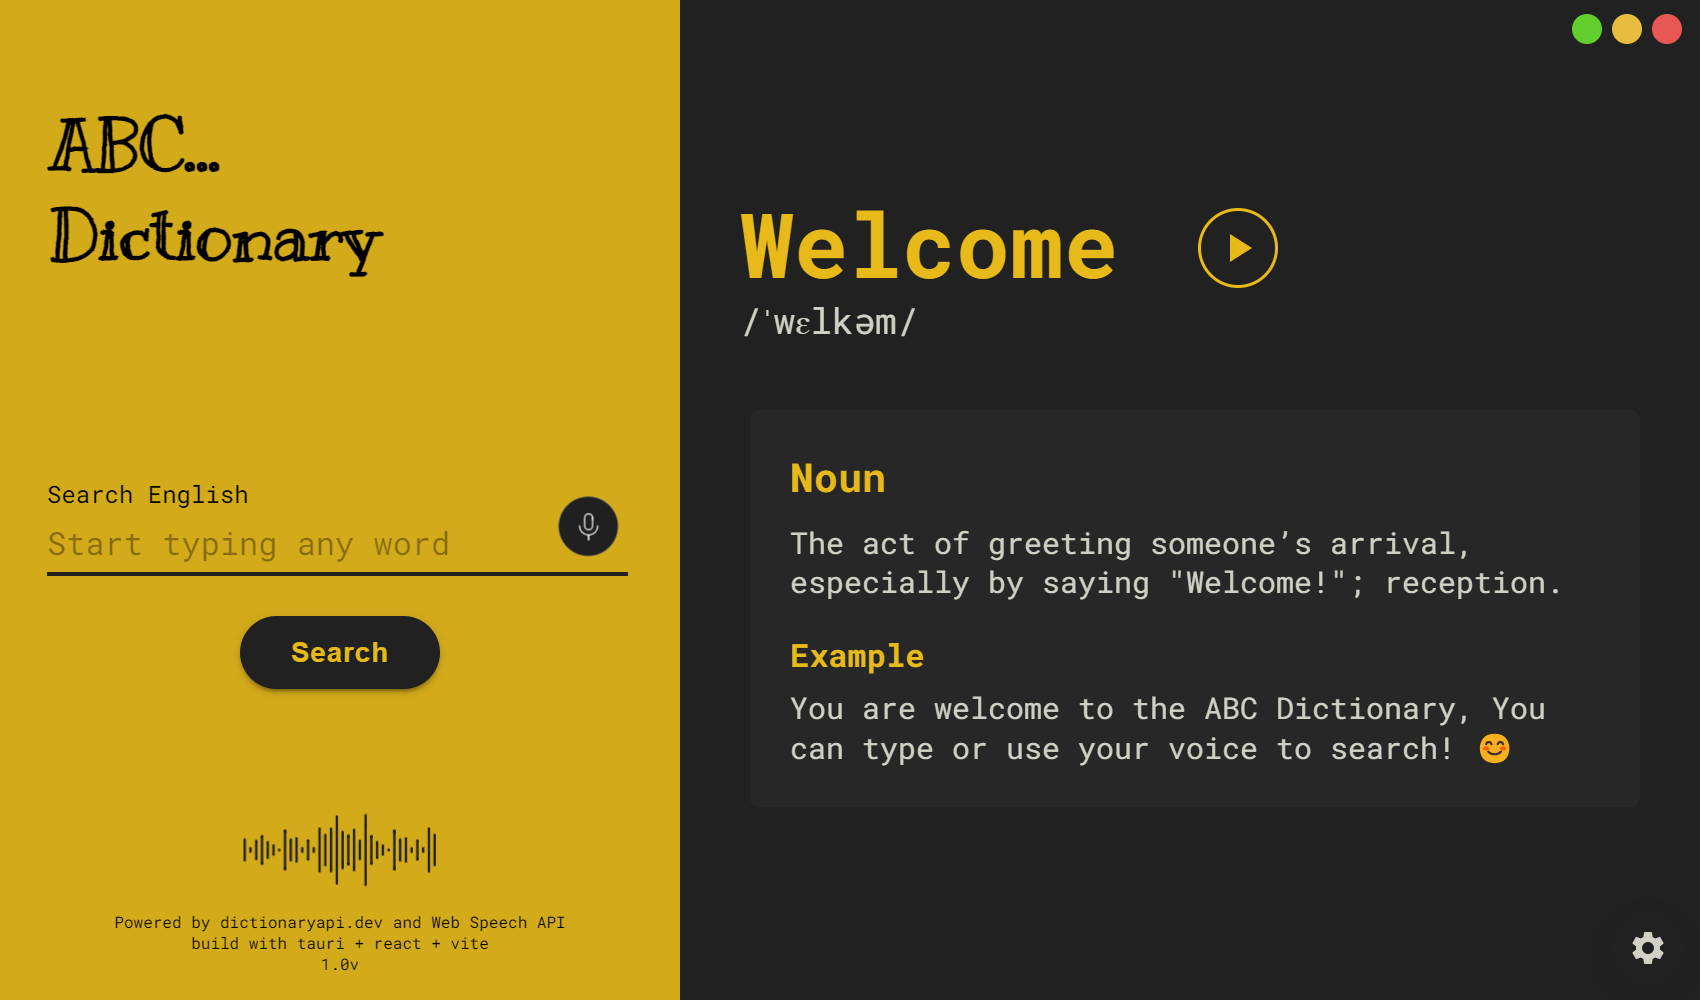 ABC...
Dictionary
Search English
Start typing any word
Search
Powered by dictionaryapi.dev and Web Speech API
build with tauri + react + vite
1.0v
Welcome
/ˈwɛlkəm/
Noun
The act of greeting someone’s arrival,
especially by saying "Welcome!"; reception.
Example
You are welcome to the ABC Dictionary, You
can type or use your voice to search! 😊